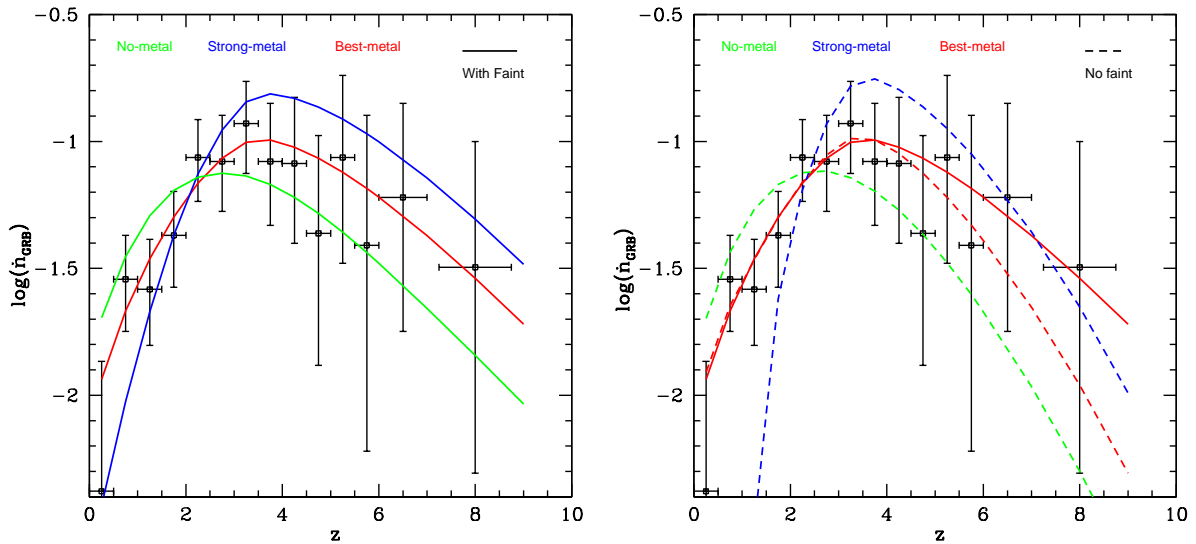 No-metal Strong-metal Best-metal
With Faint
-0.5
-1
-1.5
-2
log(ṅGRB)
0 2 4 6 8 10
z
No-metal Strong-metal Best-metal
No faint
-0.5
-1
-1.5
-2
log(ṅGRB)
0 2 4 6 8 10
z